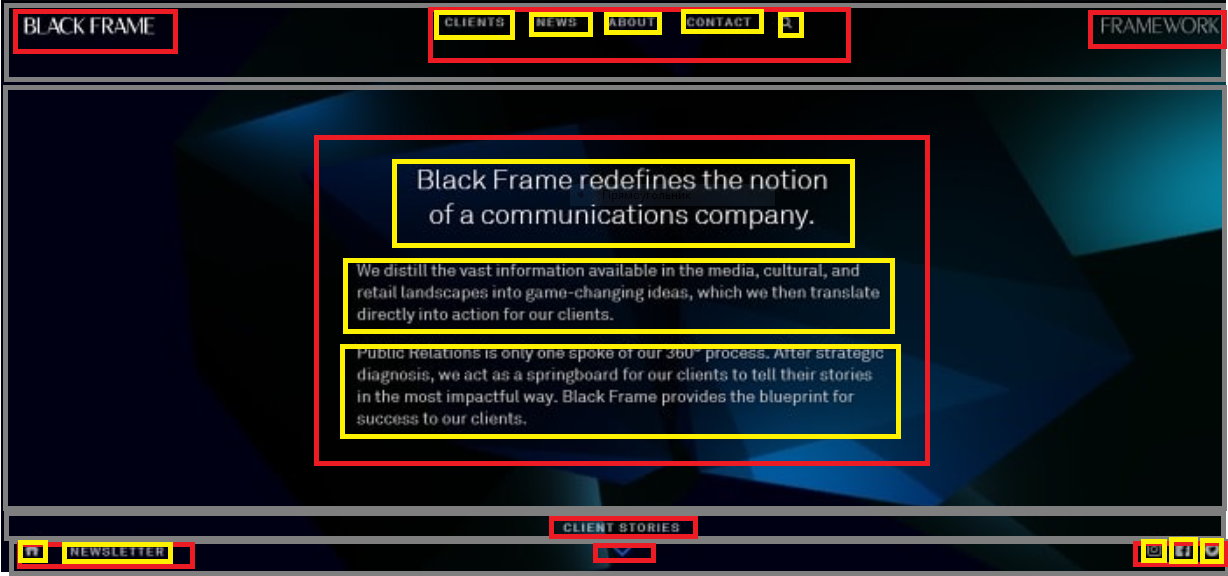 BLACK FRAME
CLIENTS NEWS ABOUT CONTACT
FRAMEWORK
Black Frame redefines the notion
of a communications company.
We distill the vast information available in the media, cultural, and
retail landscapes into game-changing ideas, which we then translate
directly into action for our clients.
Public Relations is only one spoke of our 360° process. After strategic
diagnosis, we act as a springboard for our clients to tell their stories
in the most impactful way. Black Frame provides the blueprint for
success to our clients.
CLIENT STORIES
NEWSLETTER